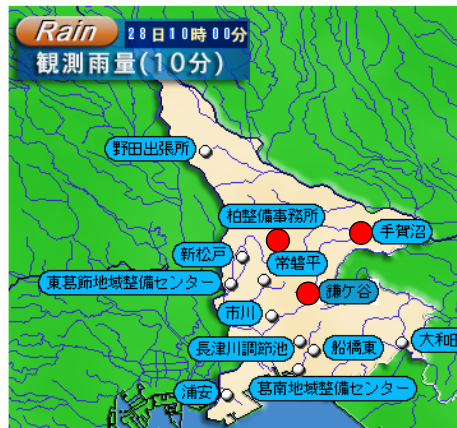 Rain 28日10時00分
観測雨量(10分)
野田出張所
柏整備事務所
手賀沼
新松戸
常磐平
東葛飾地域整備センター
鎌ケ谷
市川
長津川調節池
船橋東
大和田
浦安
葛南地域整備センター